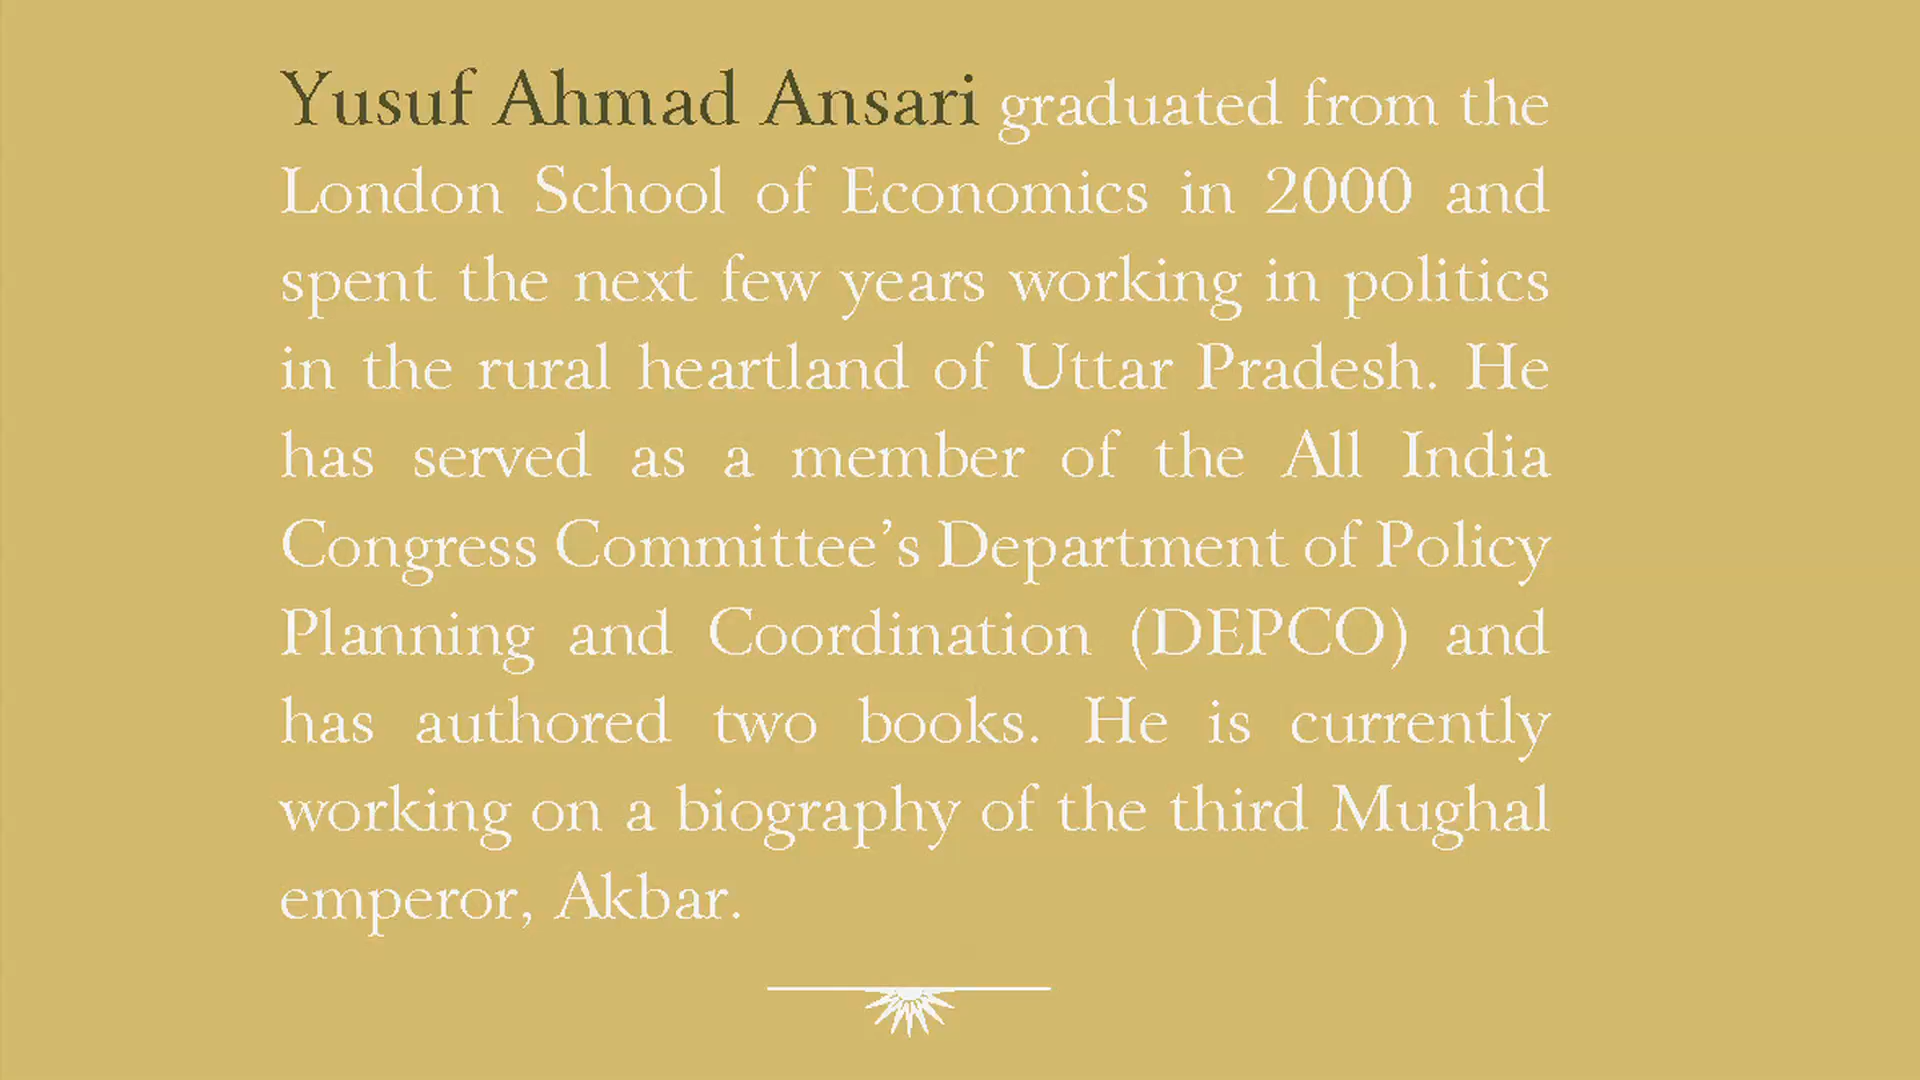 Yusuf Ahmad Ansari graduated from the
London School of Economics in 2000 and
spent the next few years working in politics
in the rural heartland of Uttar Pradesh. He
has served as a member of the All India
Congress Committee’s Department of Policy
Planning and Coordination (DEPCO) and
has authored two books. He is currently
working on a biography of the third Mughal
emperor, Akbar.